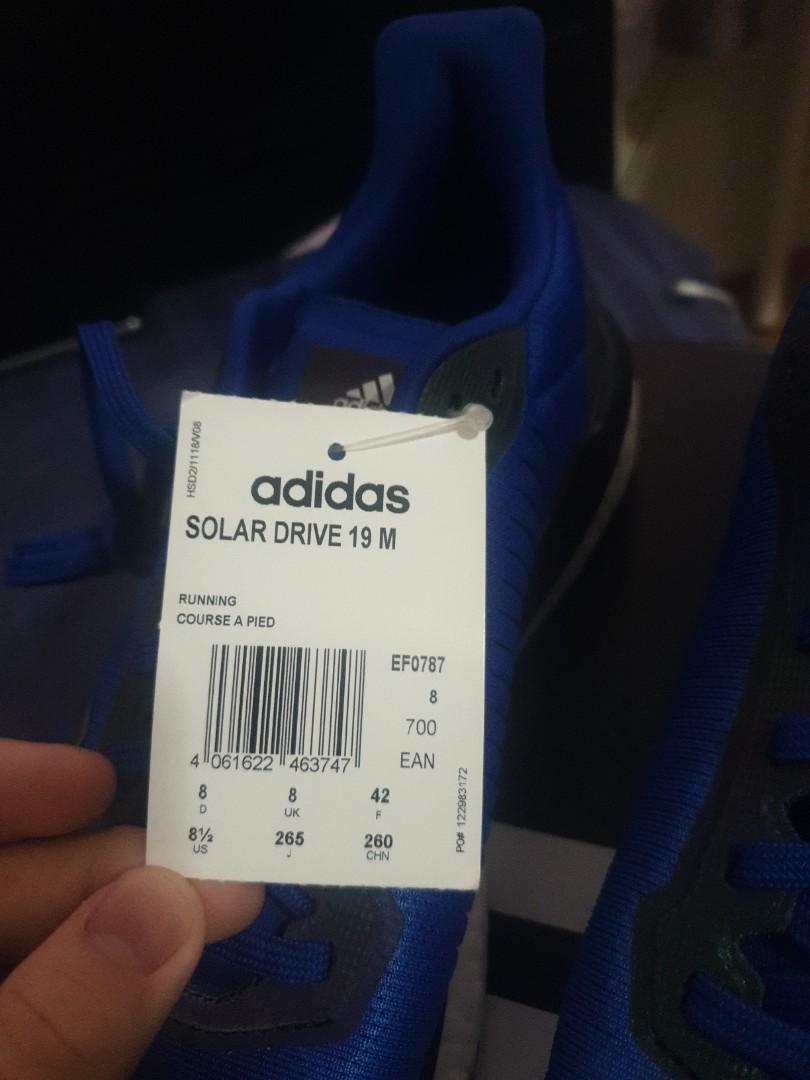 adidas
HSD2/1118/V08
adidas
SOLAR DRIVE 19 M
RUNNING
COURSE A PIED
EF0787
8
700
EAN
4 061622 463747
8 8 42
D UK F
8½ 265 260
US J CHN
PO# 122983172